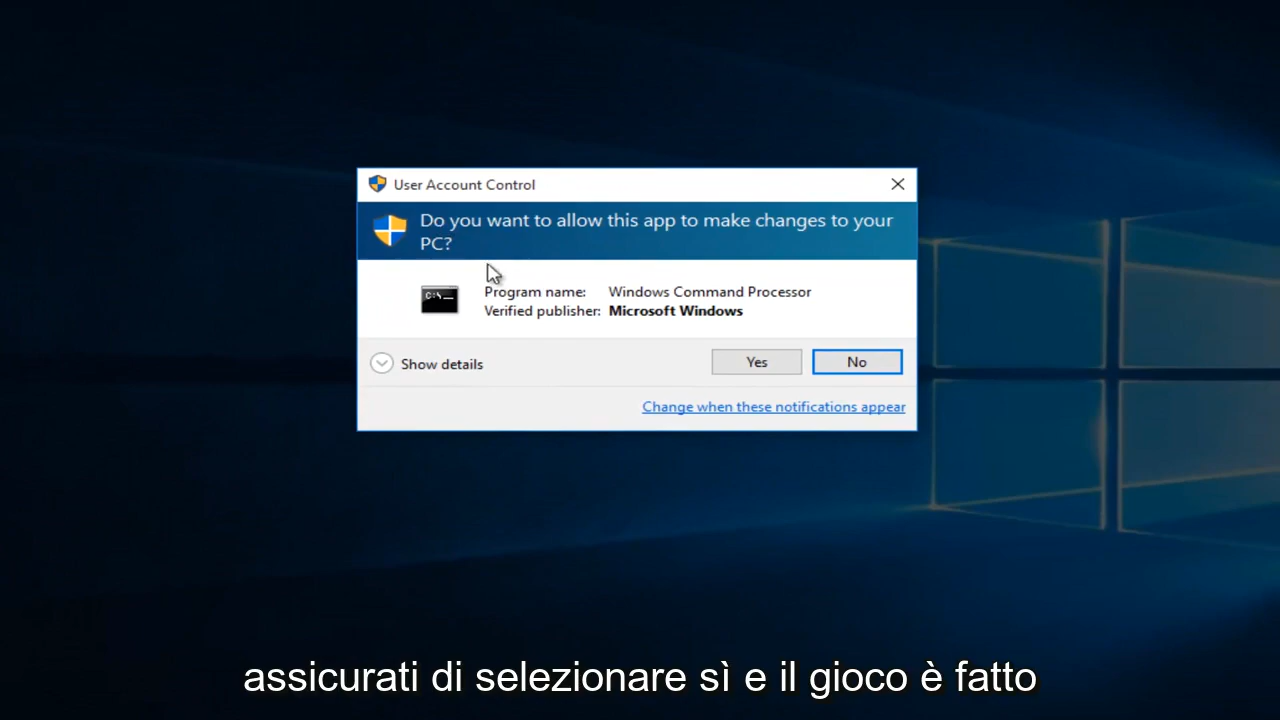 User Account Control
Do you want to allow this app to make changes to your
PC?
C:\
Program name: Windows Command Processor
Verified publisher: Microsoft Windows
Show details
Yes
No
Change when these notifications appear
assicurati di selezionare sì e il gioco è fatto